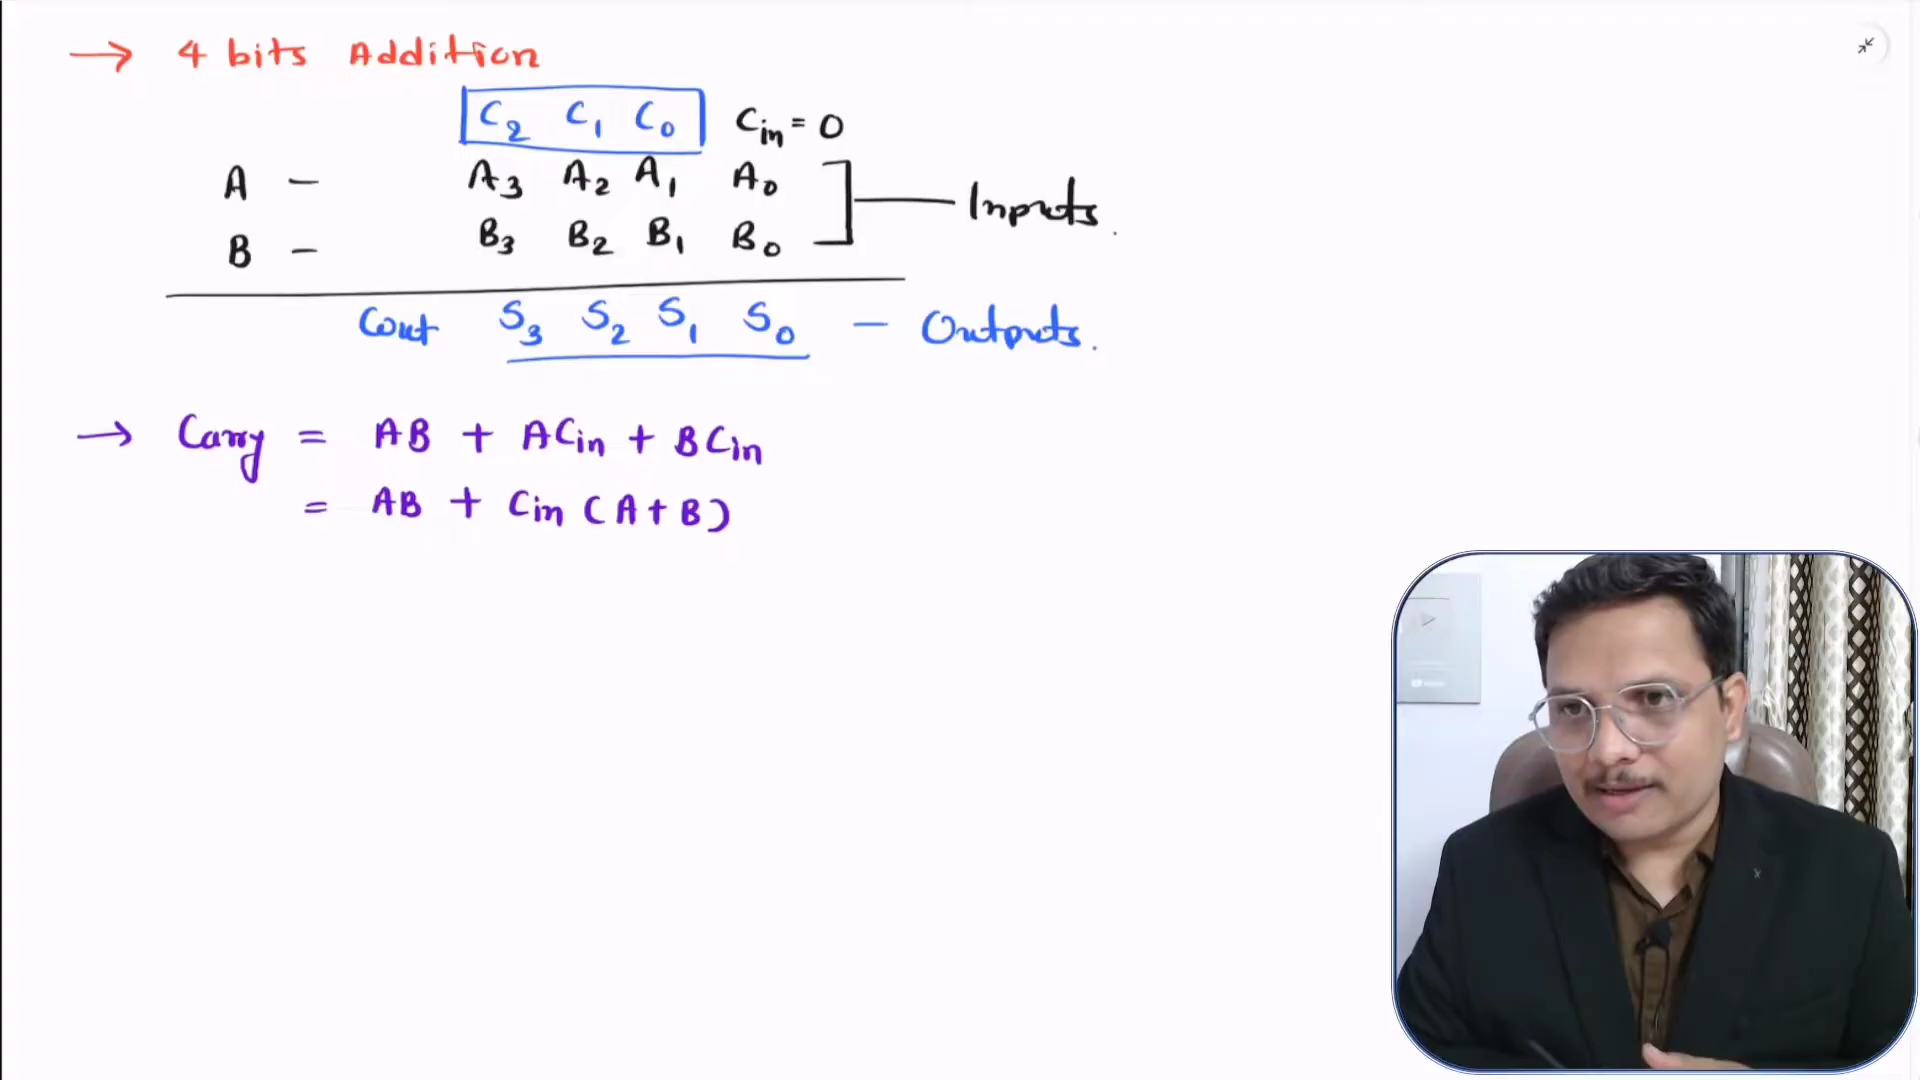 → 4 bits Addition
C₂ C₁ C₀ Cin = 0
A – A₃ A₂ A₁ A₀
B – B₃ B₂ B₁ B₀ Inputs.
Cout S₃ S₂ S₁ S₀ – Outputs.
→ Carry = AB + ACin + BCin
= AB + Cin (A + B)